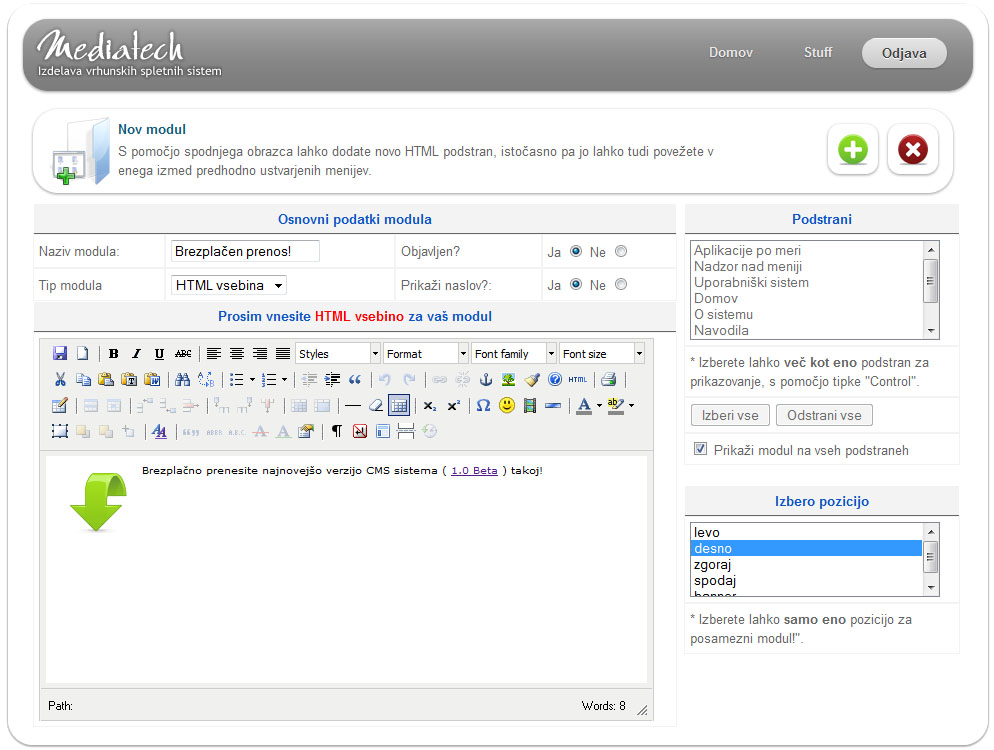 Mediatech
Izdelava vrhunskih spletnih sistem
Domov
Stuff
Odjava
Nov modul
S pomočjo spodnjega obrazca lahko dodate novo HTML podstran, istočasno pa jo lahko tudi povežete v
enega izmed predhodno ustvarjenih menijev.
Osnovni podatki modula
Naziv modula: Brezplačen prenos! Objavljen? Ja Ne
Tip modula HTML vsebina Prikaži naslov?: Ja Ne
Prosim vnesite HTML vsebino za vaš modul
B I U ABC Styles Format Font family Font size
HTML
Brezplačno prenesite najnovejšo verzijo CMS sistema ( 1.0 Beta ) takoj!
Path: Words: 8
Podstrani
Aplikacije po meri
Nadzor nad meniji
Uporabniški sistem
Domov
O sistemu
Navodila
* Izberete lahko več kot eno podstran za
prikazovanje, s pomočjo tipke "Control".
Izberi vse Odstrani vse
Prikaži modul na vseh podstraneh
Izbero pozicijo
levo
desno
zgoraj
spodaj
banner
* Izberete lahko samo eno pozicijo za
posamezni modul!".